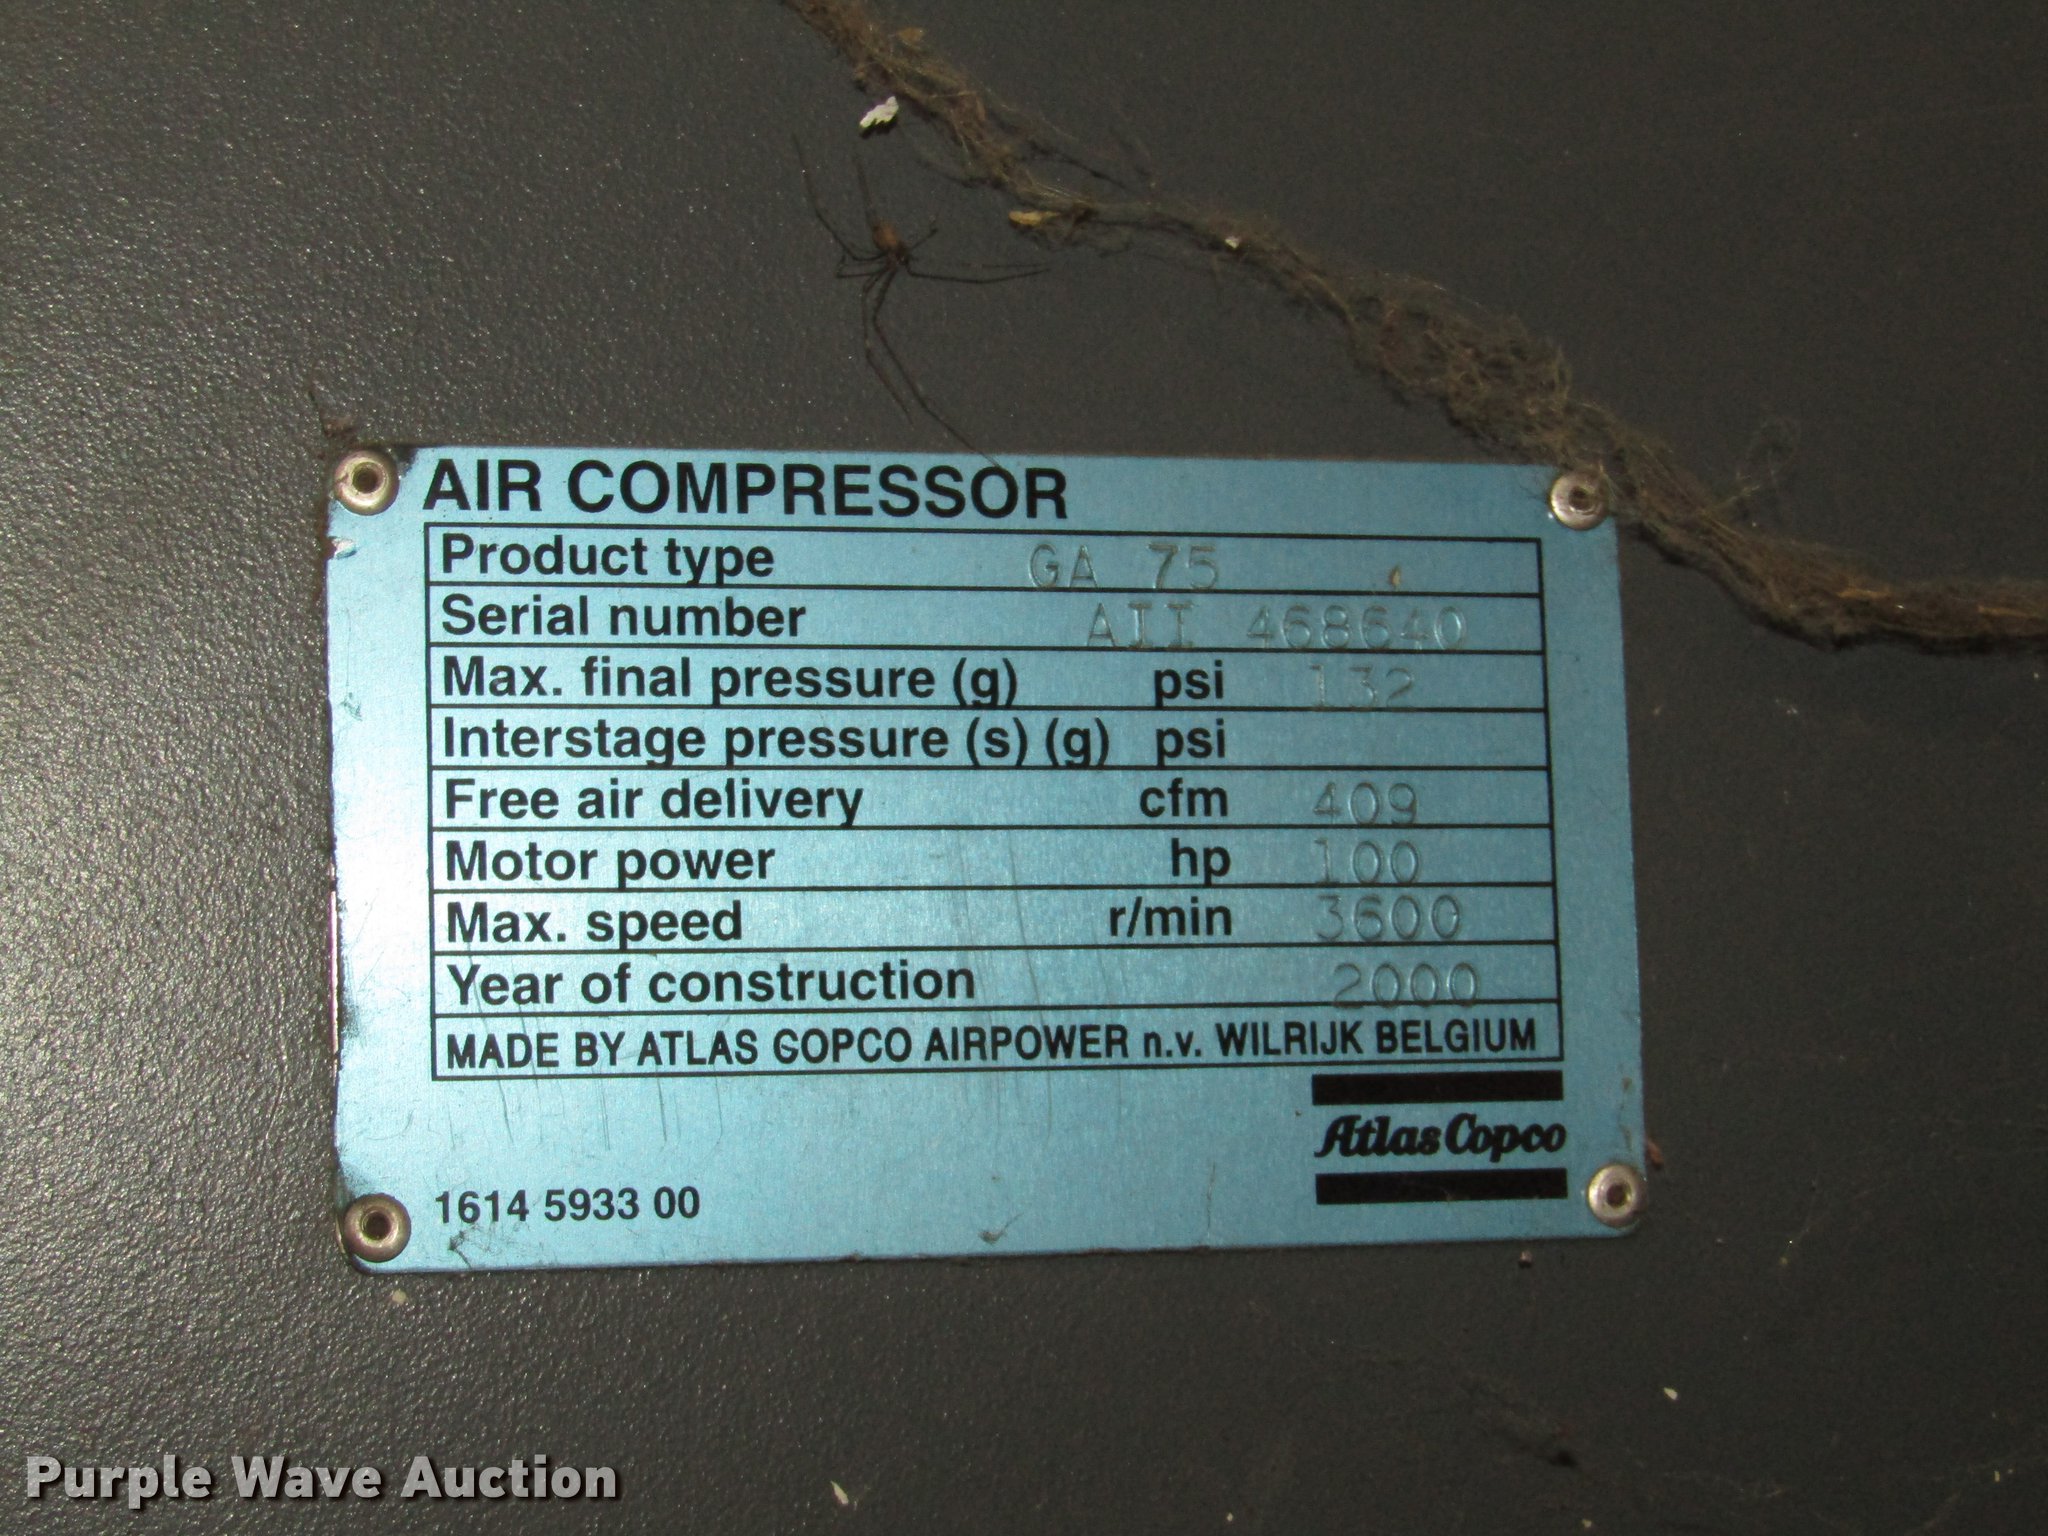 AIR COMPRESSOR
Product type GA 75
Serial number AII 468640
Max. final pressure (g) psi 132
Interstage pressure (s) (g) psi
Free air delivery cfm 409
Motor power hp 100
Max. speed r/min 3600
Year of construction 2000
MADE BY ATLAS COPCO AIRPOWER n.v. WILRIJK BELGIUM
Atlas Copco
1614 5933 00
Purple Wave Auction